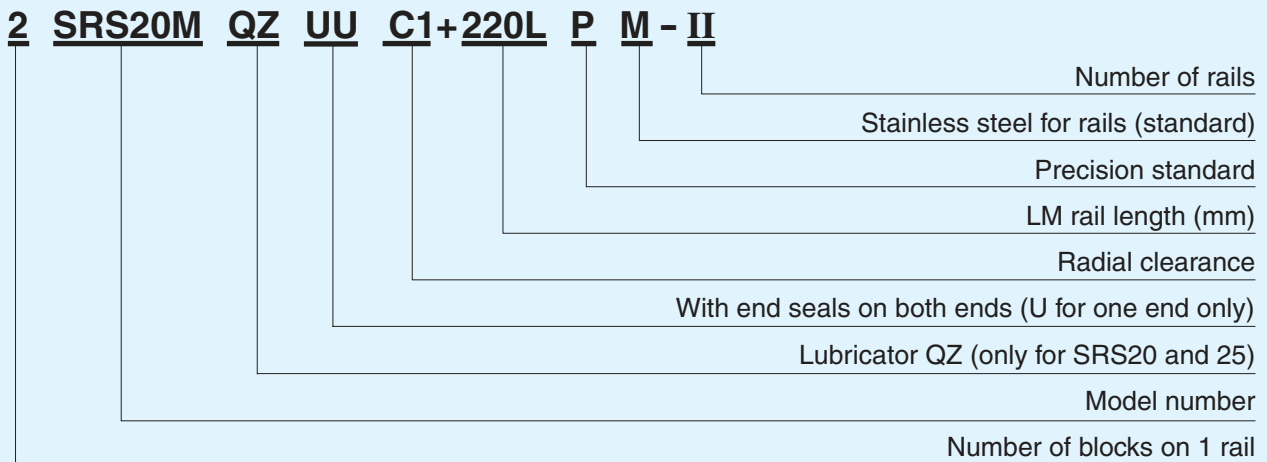 2 SRS20M QZ UU C1+220L P M - II
Number of rails
Stainless steel for rails (standard)
Precision standard
LM rail length (mm)
Radial clearance
With end seals on both ends (U for one end only)
Lubricator QZ (only for SRS20 and 25)
Model number
Number of blocks on 1 rail